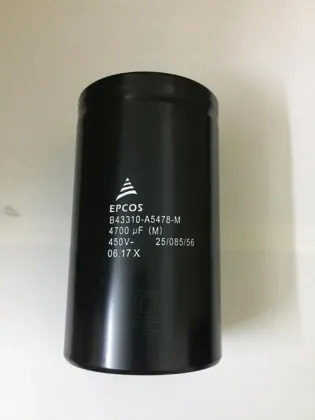 EPCOS
B43310-A5478-M
4700 µF (M)
450V- 25/085/56
06.17 X